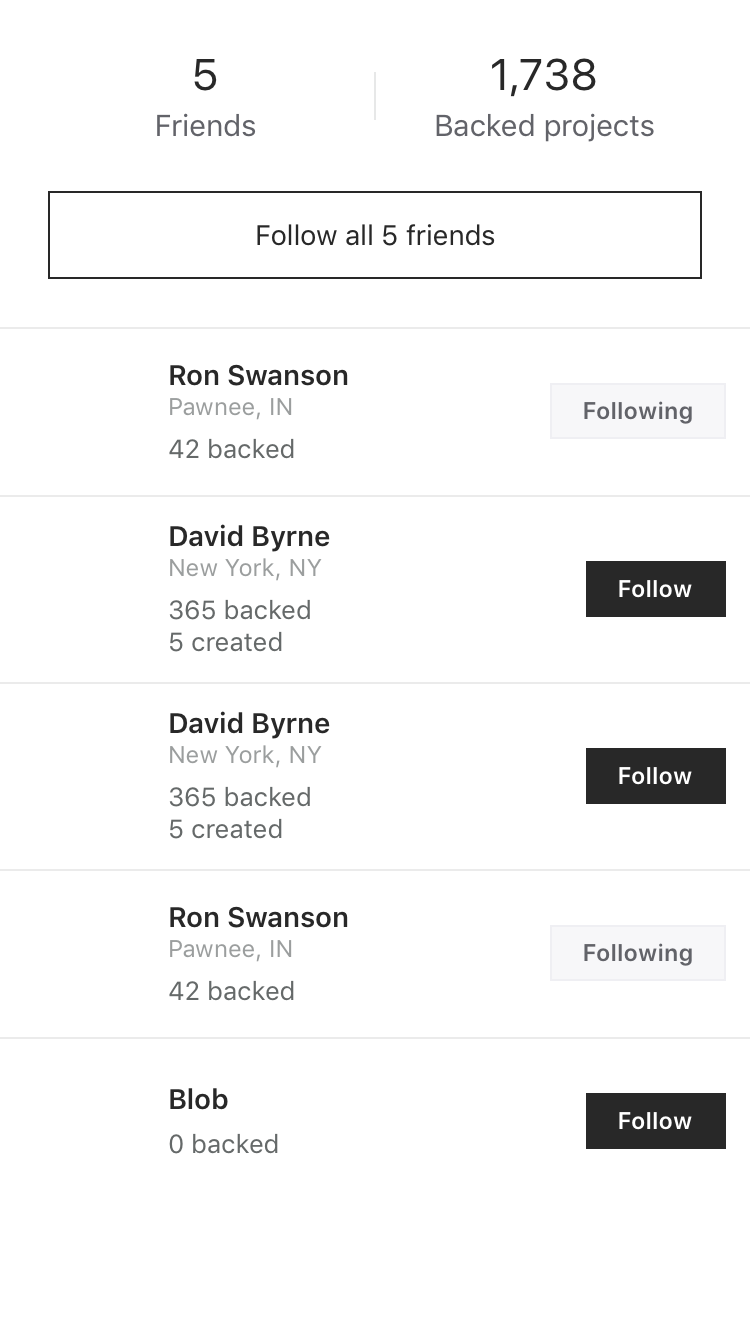 5
Friends
1,738
Backed projects
Follow all 5 friends
Ron Swanson
Pawnee, IN
42 backed
Following
David Byrne
New York, NY
365 backed
5 created
Follow
David Byrne
New York, NY
365 backed
5 created
Follow
Ron Swanson
Pawnee, IN
42 backed
Following
Blob
0 backed
Follow